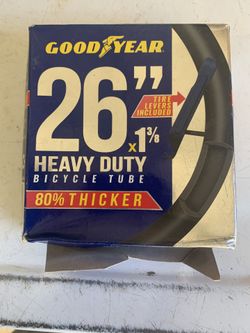 GOODYEAR
26"
x1 3/8
TIRE
LEVERS
INCLUDED
HEAVY DUTY
BICYCLE TUBE
80% THICKER